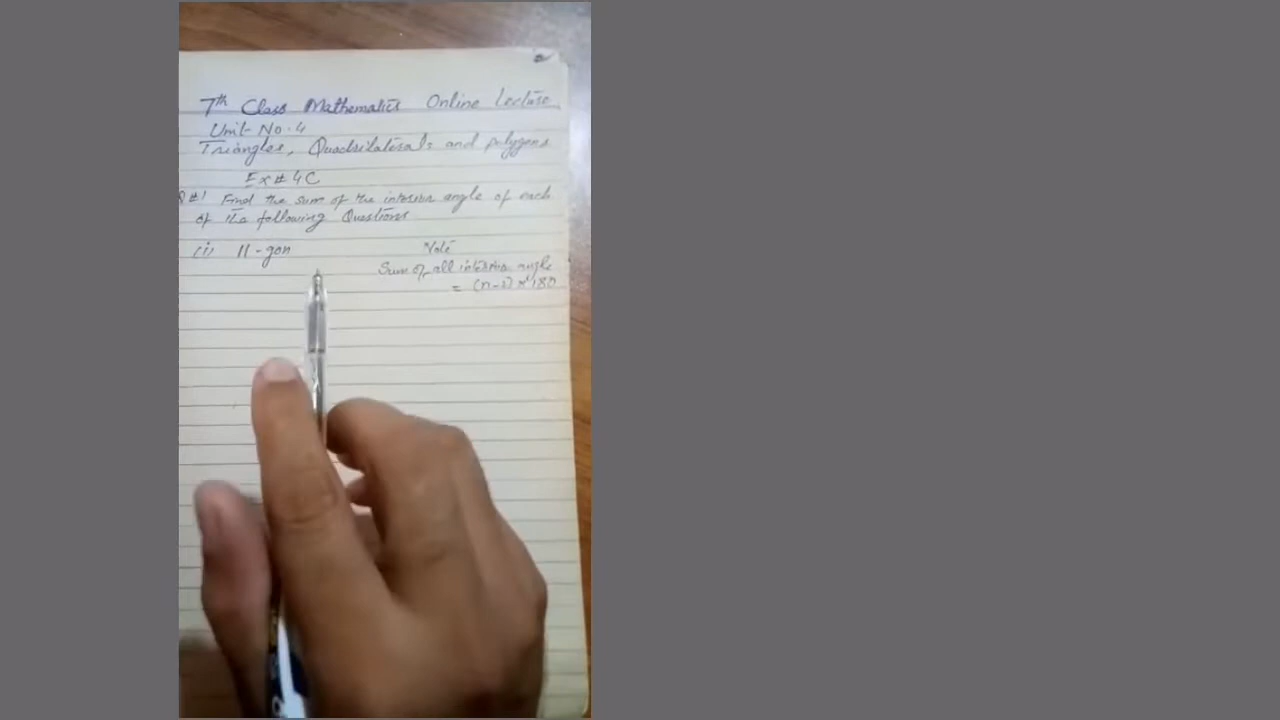 7th Class Mathematics Online Lecture
Unit No. 4
Triangles, Quadrilaterals and polygons
Ex # 4C
Q#1 Find the sum of the interior angle of each
of the following Questions
(i) 11-gon
Note
Sum of all interior angle
= (n-2) x 180